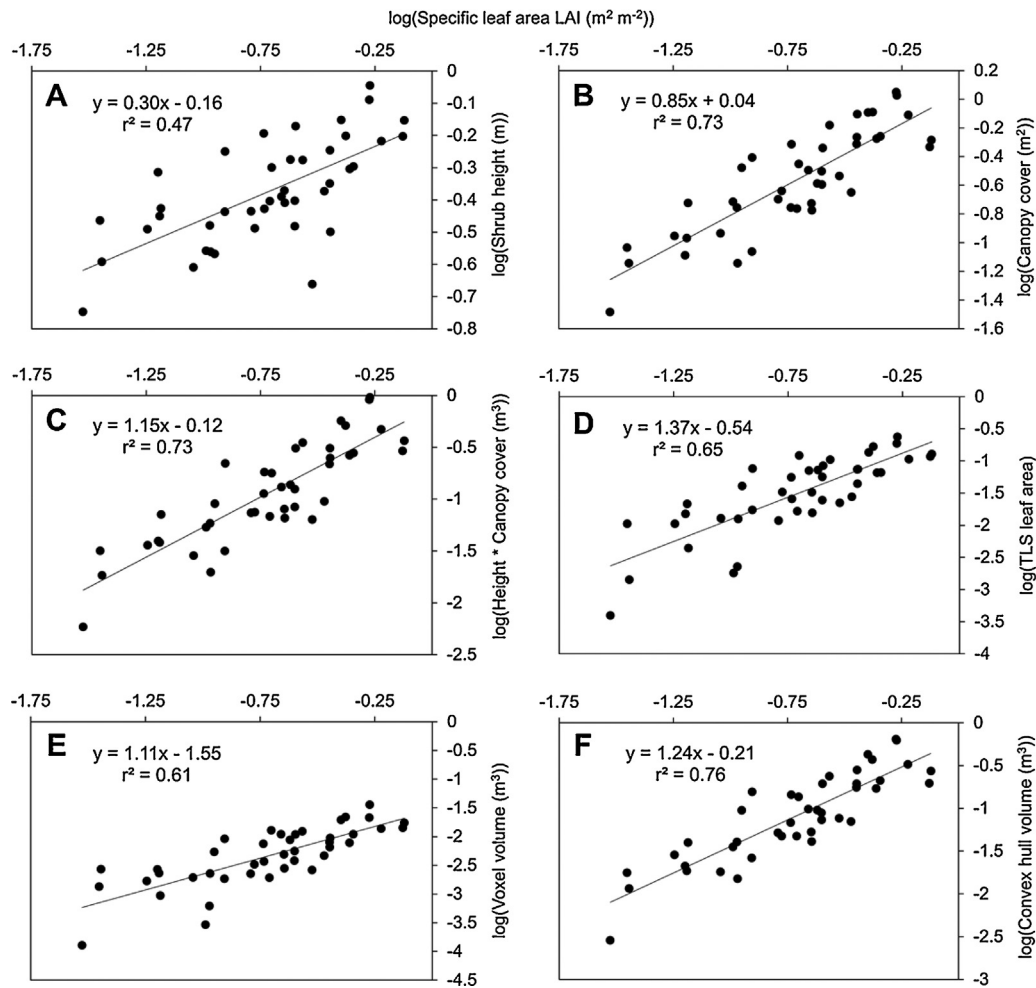 log(Specific leaf area LAI (m² m⁻²))
-1.75 -1.25 -0.75 -0.25
A
y = 0.30x - 0.16
r² = 0.47
0
-0.1
-0.2
-0.3
-0.4
-0.5
-0.6
-0.7
-0.8
log(Shrub height (m))
-1.75 -1.25 -0.75 -0.25
B
y = 0.85x + 0.04
r² = 0.73
0.2
0
-0.2
-0.4
-0.6
-0.8
-1
-1.2
-1.4
-1.6
log(Canopy cover (m²)
-1.75 -1.25 -0.75 -0.25
C
y = 1.15x - 0.12
r² = 0.73
0
-0.5
-1
-1.5
-2
-2.5
log(Height * Canopy cover (m³)
-1.75 -1.25 -0.75 -0.25
D
y = 1.37x - 0.54
r² = 0.65
0
-0.5
-1
-1.5
-2
-2.5
-3
-3.5
-4
log(TLS leaf area)
-1.75 -1.25 -0.75 -0.25
E
y = 1.11x - 1.55
r² = 0.61
0
-0.5
-1
-1.5
-2
-2.5
-3
-3.5
-4
-4.5
log(Voxel volume (m³))
-1.75 -1.25 -0.75 -0.25
F
y = 1.24x - 0.21
r² = 0.76
0
-0.5
-1
-1.5
-2
-2.5
-3
log(Convex hull volume (m³)